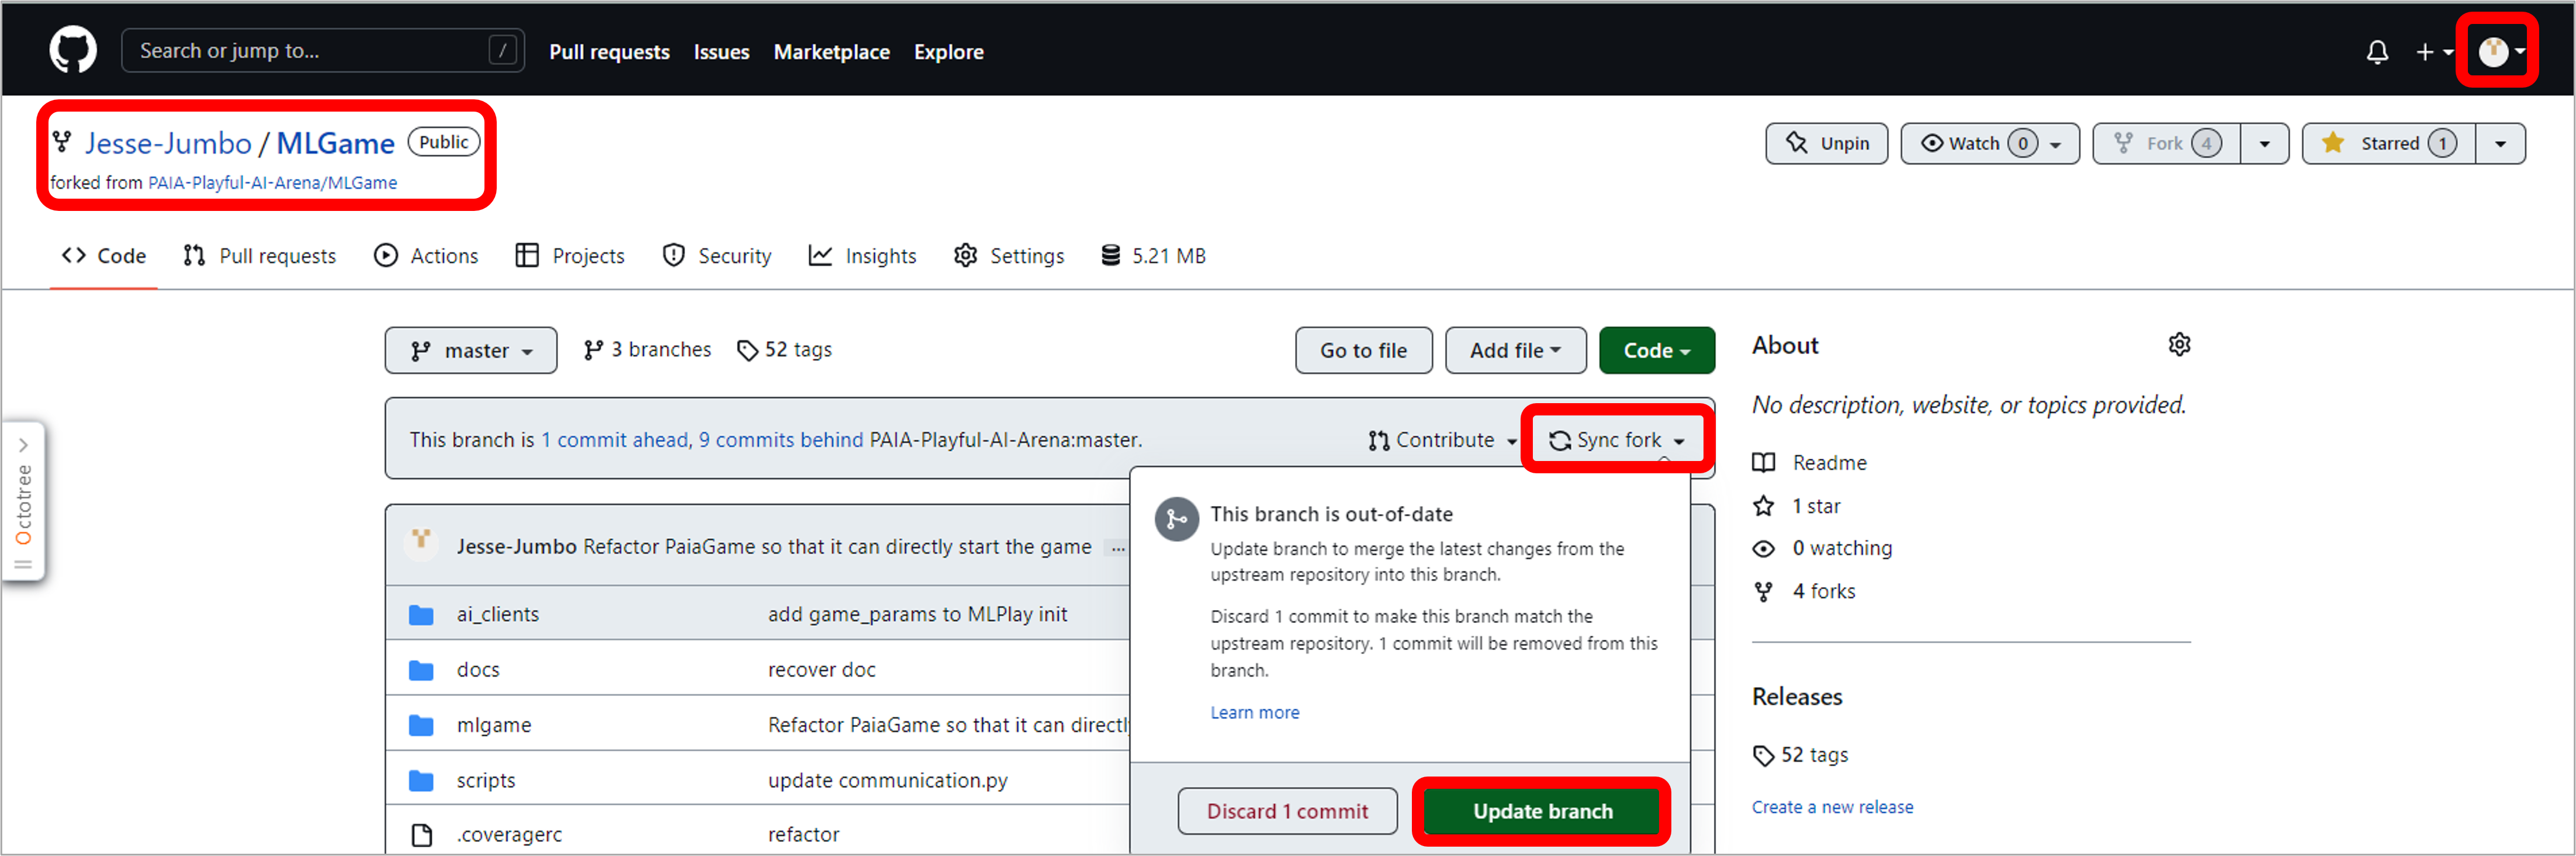 Search or jump to... / Pull requests Issues Marketplace Explore
Jesse-Jumbo / MLGame Public
forked from PAIA-Playful-AI-Arena/MLGame
Unpin Watch 0 Fork 4 Starred 1
Code Pull requests Actions Projects Security Insights Settings 5.21 MB
master 3 branches 52 tags Go to file Add file Code
This branch is 1 commit ahead, 9 commits behind PAIA-Playful-AI-Arena:master. Contribute Sync fork
Jesse-Jumbo Refactor PaiaGame so that it can directly start the game ...
ai_clients add game_params to MLPlay init
docs recover doc
mlgame Refactor PaiaGame so that it can directly
scripts update communication.py
.coveragerc refactor
This branch is out-of-date
Update branch to merge the latest changes from the
upstream repository into this branch.
Discard 1 commit to make this branch match the
upstream repository. 1 commit will be removed from this
branch.
Learn more
Discard 1 commit Update branch
About
No description, website, or topics provided.
Readme
1 star
0 watching
4 forks
Releases
52 tags
Create a new release
Octotree